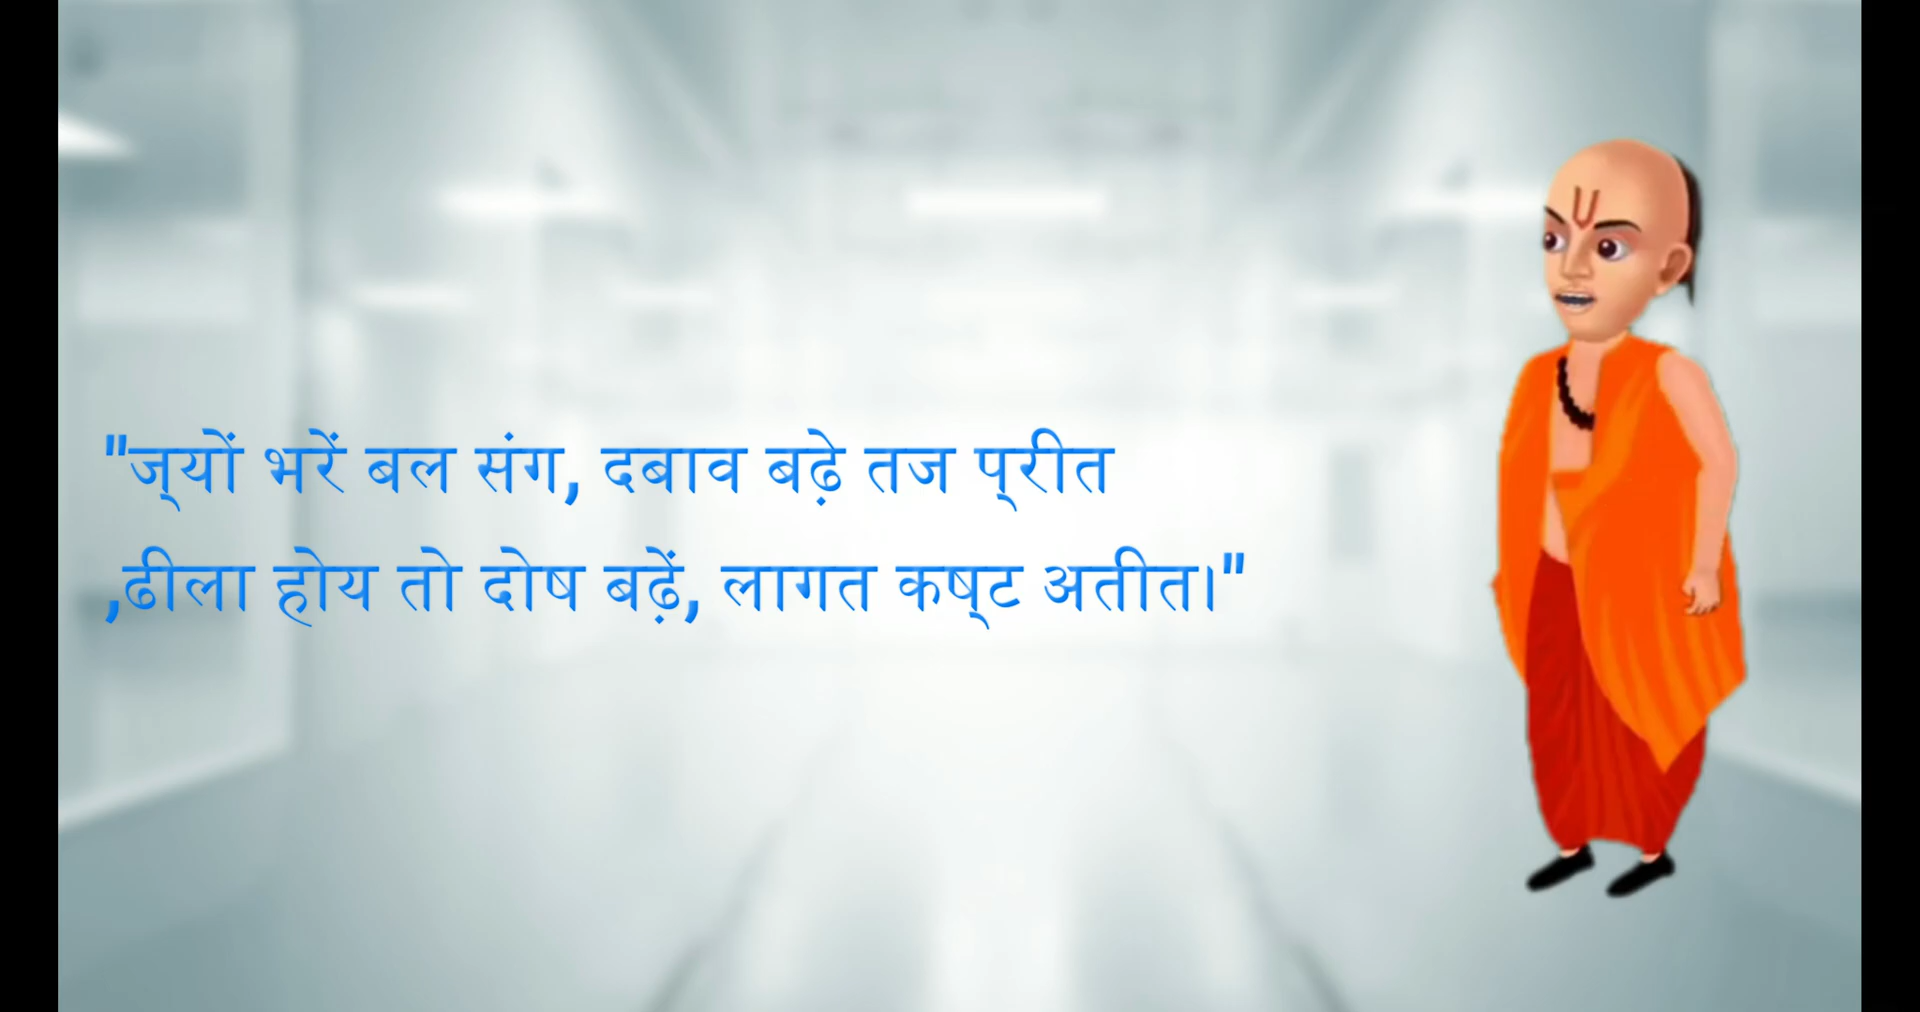 "ज्यों भरें बल संग, दबाव बढ़े तज प्रीत
,ढीला होय तो दोष बढ़ें, लागत कष्ट अतीत।"